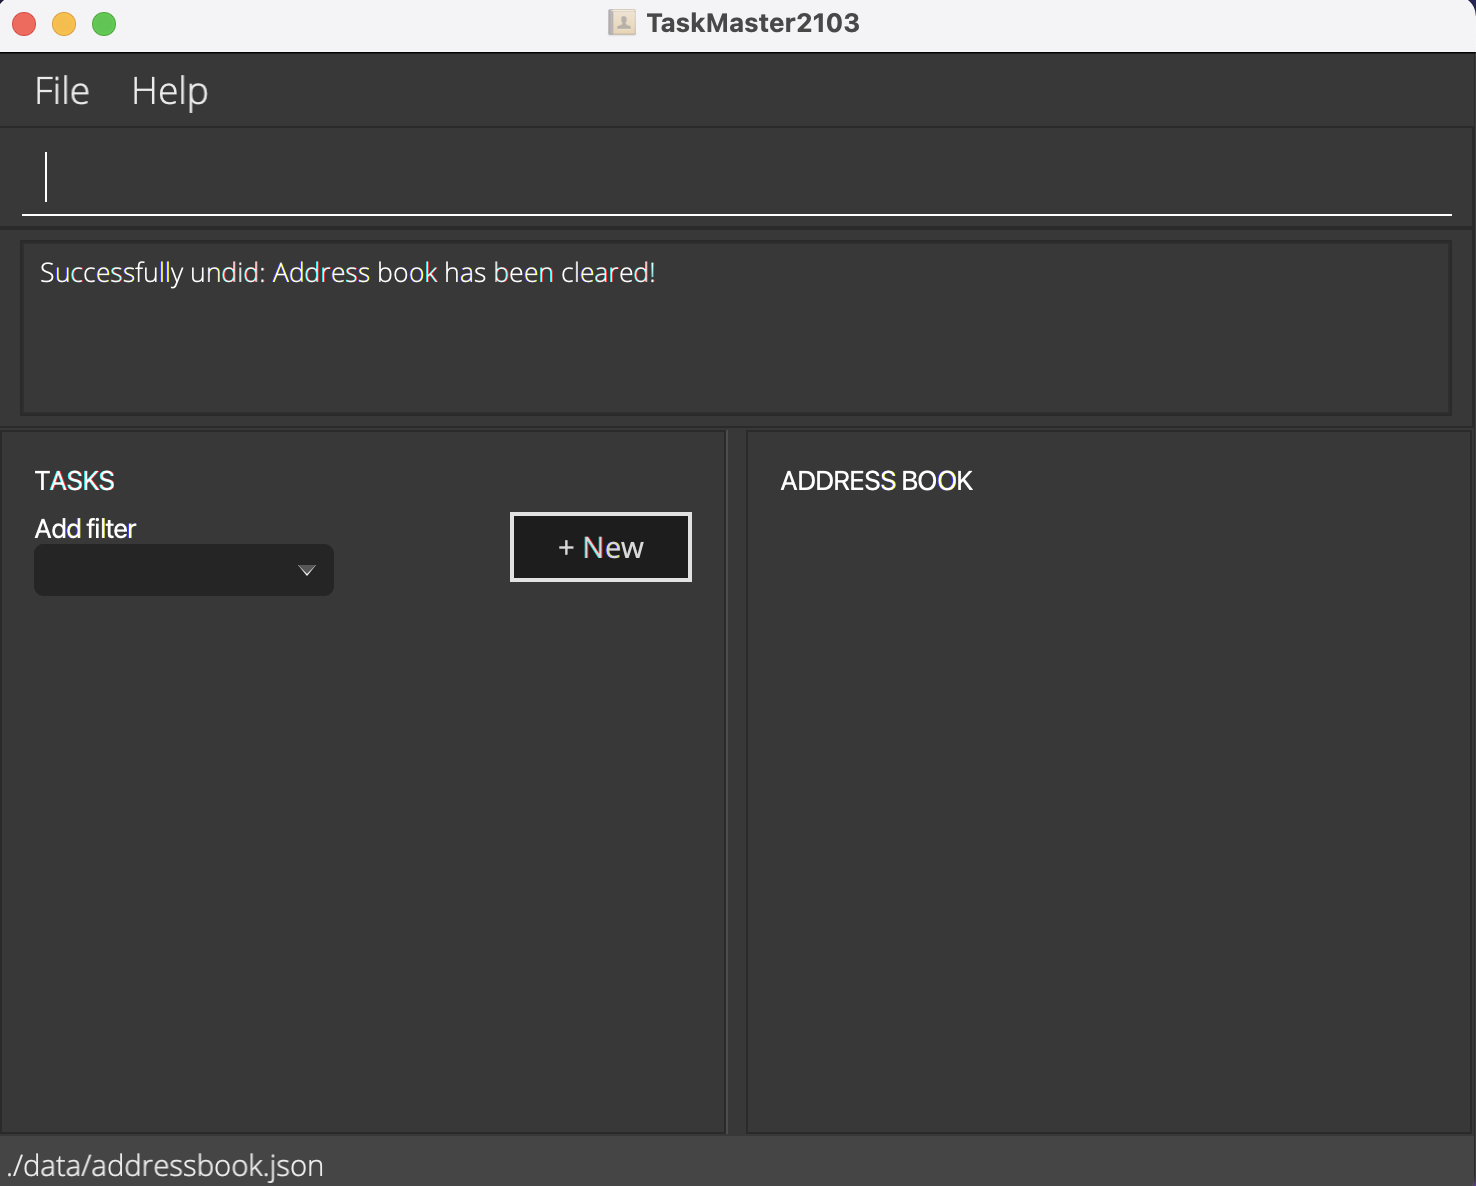 TaskMaster2103
File Help
Successfully undid: Address book has been cleared!
TASKS
Add filter
+ New
ADDRESS BOOK
./data/addressbook.json